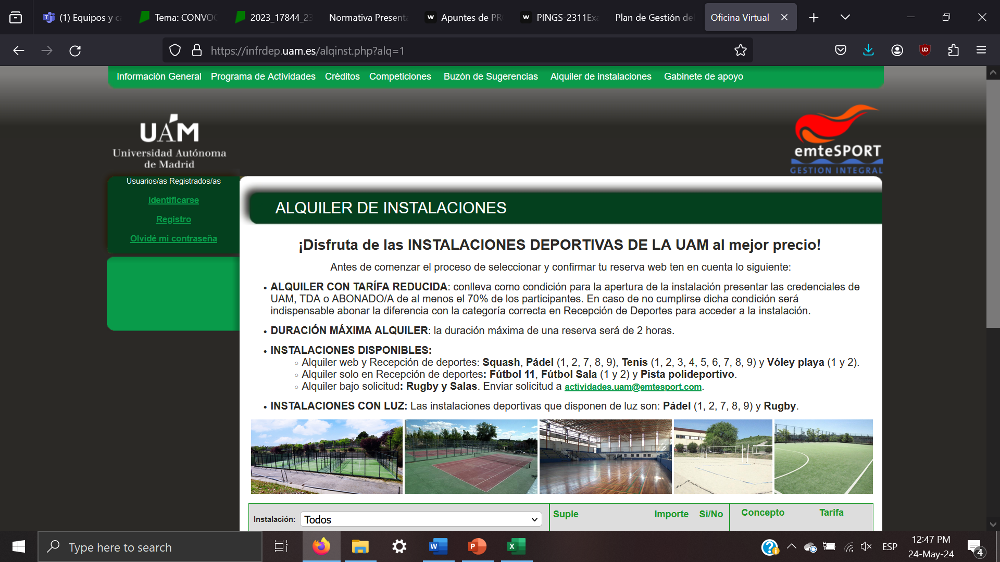 (1) Equipos y c
Tema: CONVOC
2023_17844_23
Normativa Presenta
Apuntes de PR
PINGS-2311Exa
Plan de Gestión de
Oficina Virtual
https://infrdep.uam.es/alqinst.php?alq=1
Información General Programa de Actividades Créditos Competiciones Buzón de Sugerencias Alquiler de instalaciones Gabinete de apoyo
UAM
Universidad Autónoma
de Madrid
emteSPORT
GESTION INTEGRAL
Usuarios/as Registrados/as
Identificarse
Registro
Olvidé mi contraseña
ALQUILER DE INSTALACIONES
¡Disfruta de las INSTALACIONES DEPORTIVAS DE LA UAM al mejor precio!
Antes de comenzar el proceso de seleccionar y confirmar tu reserva web ten en cuenta lo siguiente:
• ALQUILER CON TARÍFA REDUCIDA: conlleva como condición para la apertura de la instalación presentar las credenciales de
UAM, TDA o ABONADO/A de al menos el 70% de los participantes. En caso de no cumplirse dicha condición será
indispensable abonar la diferencia con la categoría correcta en Recepción de Deportes para acceder a la instalación.
• DURACIÓN MÁXIMA ALQUILER: la duración máxima de una reserva será de 2 horas.
• INSTALACIONES DISPONIBLES:
◦ Alquiler web y Recepción de deportes: Squash, Pádel (1, 2, 7, 8, 9), Tenis (1, 2, 3, 4, 5, 6, 7, 8, 9) y Vóley playa (1 y 2).
◦ Alquiler solo en Recepción de deportes: Fútbol 11, Fútbol Sala (1 y 2) y Pista polideportivo.
◦ Alquiler bajo solicitud: Rugby y Salas. Enviar solicitud a actividades.uam@emtesport.com.
• INSTALACIONES CON LUZ: Las instalaciones deportivas que disponen de luz son: Pádel (1, 2, 7, 8, 9) y Rugby.
Instalación: Todos
Suple Importe Si/No
Concepto Tarifa
Type here to search
ESP
12:47 PM
24-May-24
4